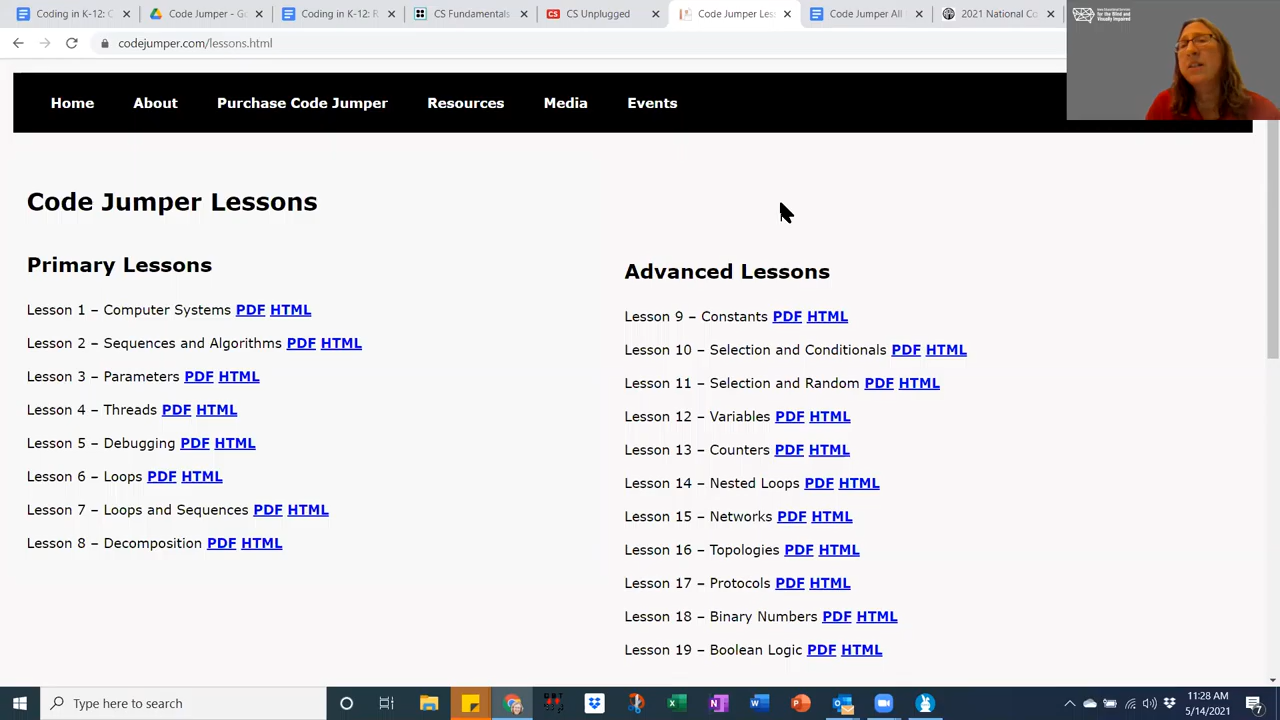 Coding in K-12: C
Code Jumper - G
Coding in K-12: R
CS Fundamentals
CS Unplugged
Code Jumper Les
Code Jumper All
2021 National Co
codejumper.com/lessons.html
for the Blind and
Visually Impaired
Home About Purchase Code Jumper Resources Media Events
Code Jumper Lessons
Primary Lessons
Lesson 1 – Computer Systems PDF HTML
Lesson 2 – Sequences and Algorithms PDF HTML
Lesson 3 – Parameters PDF HTML
Lesson 4 – Threads PDF HTML
Lesson 5 – Debugging PDF HTML
Lesson 6 – Loops PDF HTML
Lesson 7 – Loops and Sequences PDF HTML
Lesson 8 – Decomposition PDF HTML
Advanced Lessons
Lesson 9 – Constants PDF HTML
Lesson 10 – Selection and Conditionals PDF HTML
Lesson 11 – Selection and Random PDF HTML
Lesson 12 – Variables PDF HTML
Lesson 13 – Counters PDF HTML
Lesson 14 – Nested Loops PDF HTML
Lesson 15 – Networks PDF HTML
Lesson 16 – Topologies PDF HTML
Lesson 17 – Protocols PDF HTML
Lesson 18 – Binary Numbers PDF HTML
Lesson 19 – Boolean Logic PDF HTML
Type here to search
11:28 AM
5/14/2021
7